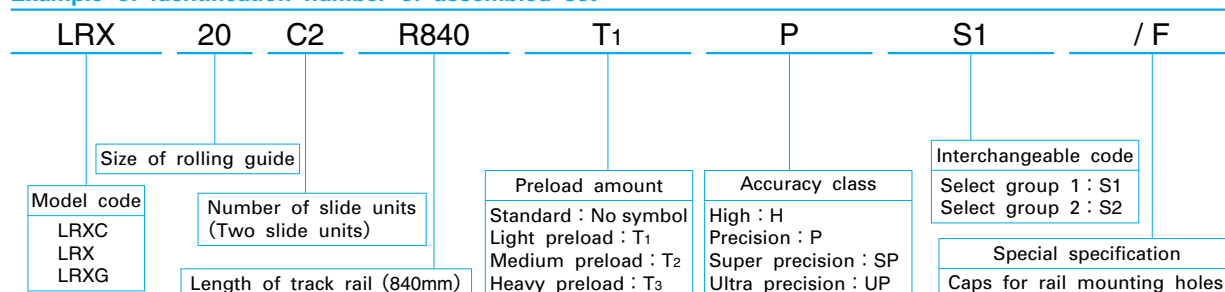 Example of identification number of assembled set
LRX 20 C2 R840 T1 P S1 / F
Size of rolling guide
Model code
LRXC
LRX
LRXG
Number of slide units
(Two slide units)
Length of track rail (840mm)
Preload amount
Standard : No symbol
Light preload : T1
Medium preload : T2
Heavy preload : T3
Accuracy class
High : H
Precision : P
Super precision : SP
Ultra precision : UP
Interchangeable code
Select group 1 : S1
Select group 2 : S2
Special specification
Caps for rail mounting holes